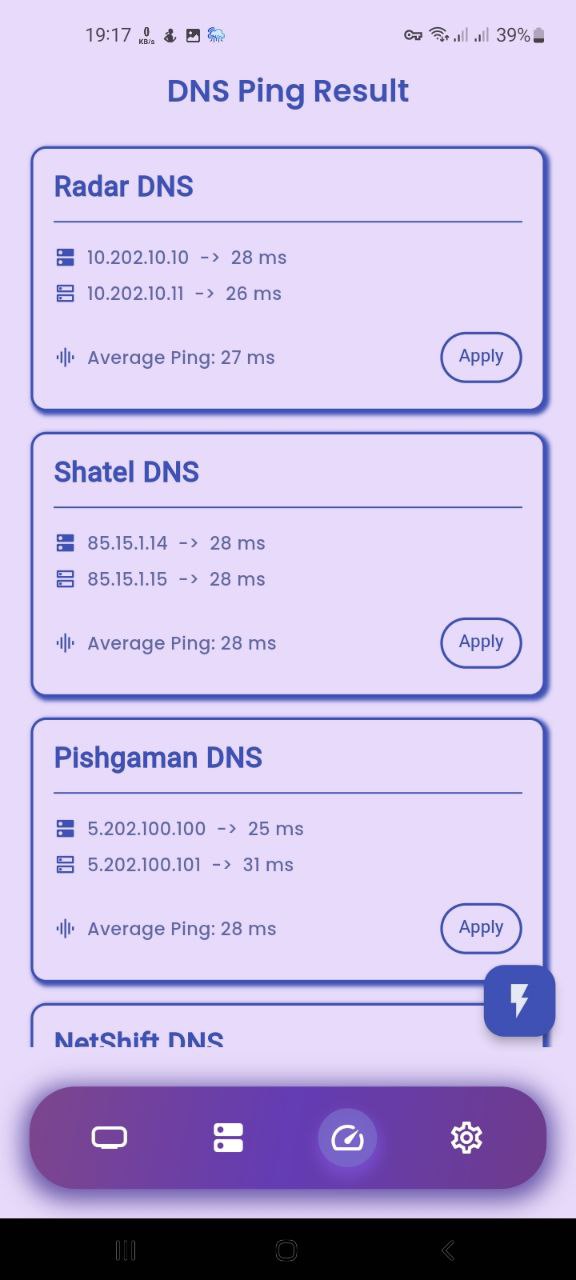 19:17 0 KB/s 39%
DNS Ping Result
Radar DNS
10.202.10.10 -> 28 ms
10.202.10.11 -> 26 ms
Average Ping: 27 ms Apply
Shatel DNS
85.15.1.14 -> 28 ms
85.15.1.15 -> 28 ms
Average Ping: 28 ms Apply
Pishgaman DNS
5.202.100.100 -> 25 ms
5.202.100.101 -> 31 ms
Average Ping: 28 ms Apply
NetShift DNS